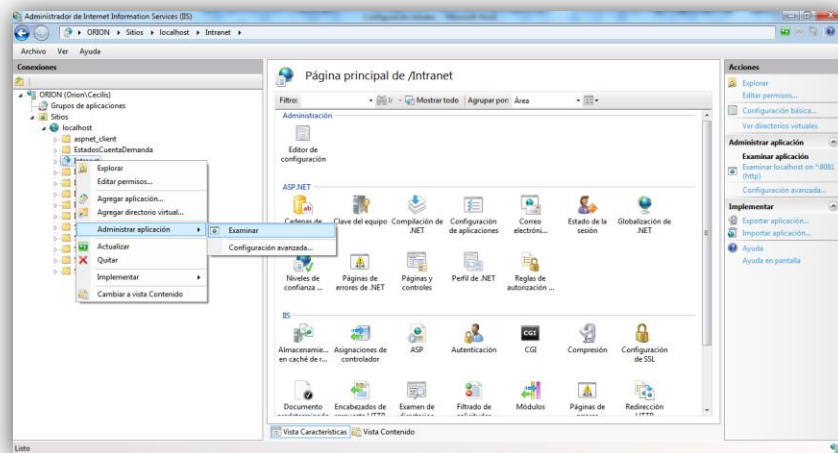 Administrador de Internet Information Services (IIS)
ORION ▸ Sitios ▸ localhost ▸ Intranet ▸
Archivo Ver Ayuda
Conexiones
ORION (Orion\Cecilis)
Grupos de aplicaciones
Sitios
localhost
aspnet_client
EstadosCuentaDemanda
Intranet
Explorar
Editar permisos...
Agregar aplicación...
Agregar directorio virtual...
Administrar aplicación
Examinar
Configuración avanzada...
Actualizar
Quitar
Implementar
Cambiar a vista Contenido
Página principal de /Intranet
Filtro: Ir Mostrar todo Agrupar por: Área
Administración
Editor de
configuración
ASP.NET
Cadenas de Clave del equipo Compilación de Configuración Correo Estado de la Globalización de
.NET de aplicaciones electróni... sesión .NET
Niveles de Páginas de Páginas y Perfil de .NET Reglas de
confianza ... errores de .NET controles autorización ...
IIS
Almacenamie... Asignaciones de ASP Autenticación CGI Compresión Configuración
en caché de r... controlador de SSL
Documento Encabezados de Examen de Filtrado de Módulos Páginas de Redirección
Vista Características Vista Contenido
Acciones
Explorar
Editar permisos...
Configuración básica...
Ver directorios virtuales
Administrar aplicación
Examinar aplicación
Examinar localhost en *:8081
(http)
Configuración avanzada...
Implementar
Exportar aplicación...
Importar aplicación...
Ayuda
Ayuda en pantalla
Listo